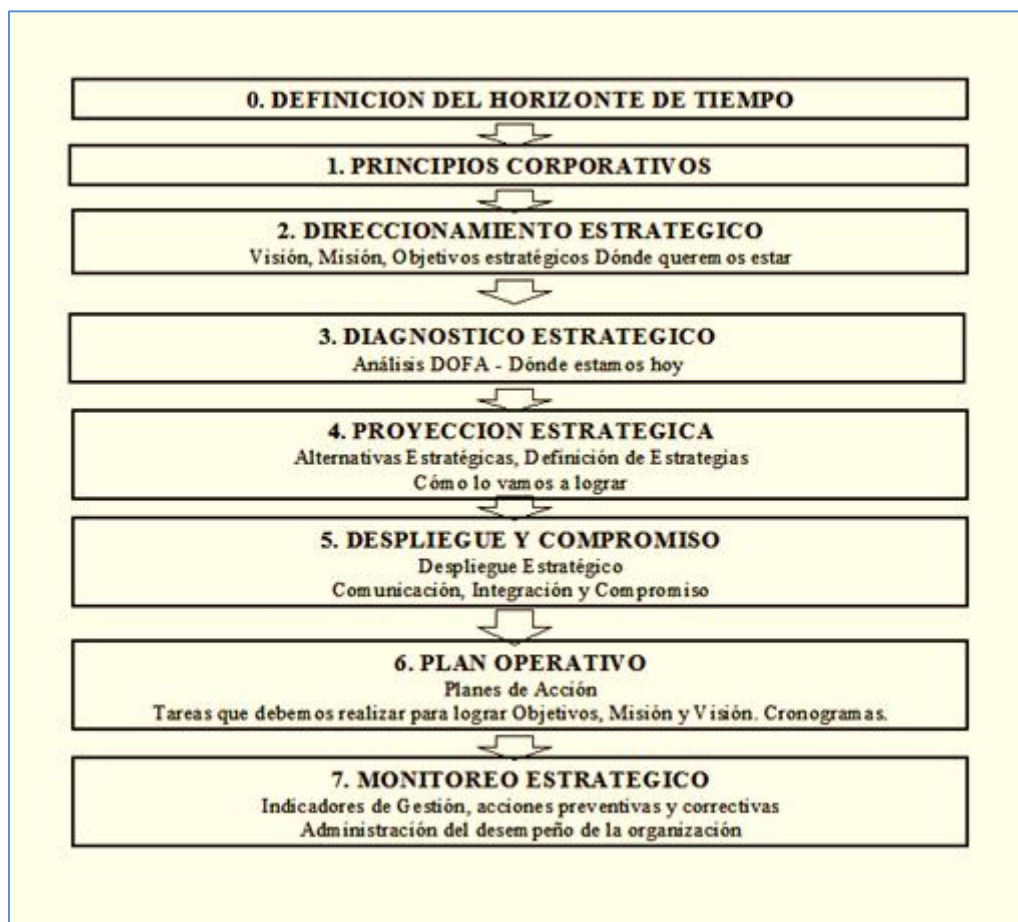 0. DEFINICION DEL HORIZONTE DE TIEMPO
1. PRINCIPIOS CORPORATIVOS
2. DIRECCIONAMIENTO ESTRATEGICO
Visión, Misión, Objetivos estratégicos Dónde queremos estar
3. DIAGNOSTICO ESTRATEGICO
Análisis DOFA - Dónde estamos hoy
4. PROYECCION ESTRATEGICA
Alternativas Estratégicas, Definición de Estrategias
Cómo lo vamos a lograr
5. DESPLIEGUE Y COMPROMISO
Despliegue Estratégico
Comunicación, Integración y Compromiso
6. PLAN OPERATIVO
Planes de Acción
Tareas que debemos realizar para lograr Objetivos, Misión y Visión. Cronogramas.
7. MONITOREO ESTRATEGICO
Indicadores de Gestión, acciones preventivas y correctivas
Administración del desempeño de la organización